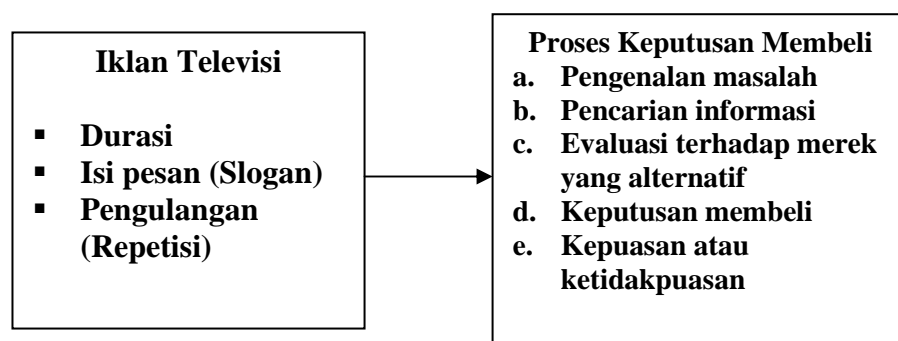 Iklan Televisi
▪ Durasi
▪ Isi pesan (Slogan)
▪ Pengulangan
(Repetisi)
Proses Keputusan Membeli
a. Pengenalan masalah
b. Pencarian informasi
c. Evaluasi terhadap merek
yang alternatif
d. Keputusan membeli
e. Kepuasan atau
ketidakpuasan